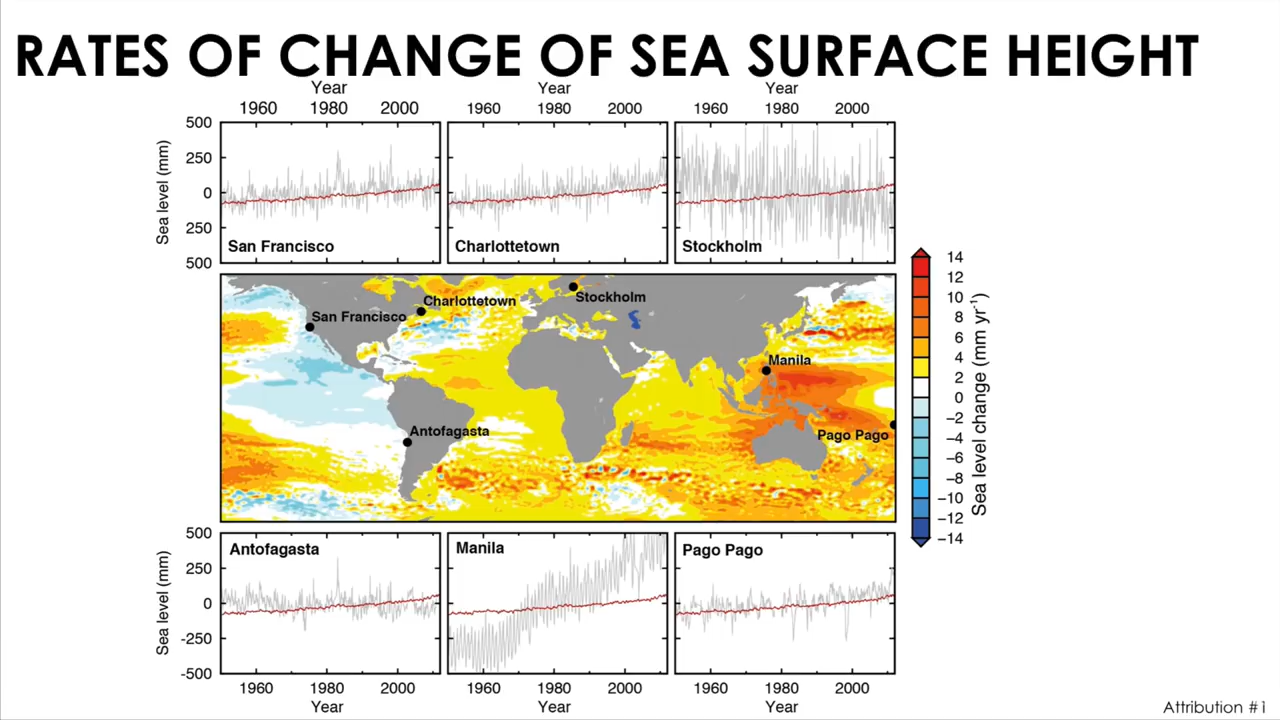 RATES OF CHANGE OF SEA SURFACE HEIGHT
Year Year Year
1960 1980 2000 1960 1980 2000 1960 1980 2000
500
250
0
250
500
Sea level (mm)
San Francisco Charlottetown Stockholm
Charlottetown
Stockholm
San Francisco
Manila
Antofagasta
Pago Pago
14
12
10
8
6
4
2
0
−2
−4
−6
−8
−10
−12
−14
Sea level change (mm yr⁻¹)
500
250
0
-250
-500
Sea level (mm)
Antofagasta Manila Pago Pago
1960 1980 2000 1960 1980 2000 1960 1980 2000
Year Year Year
Attribution #1